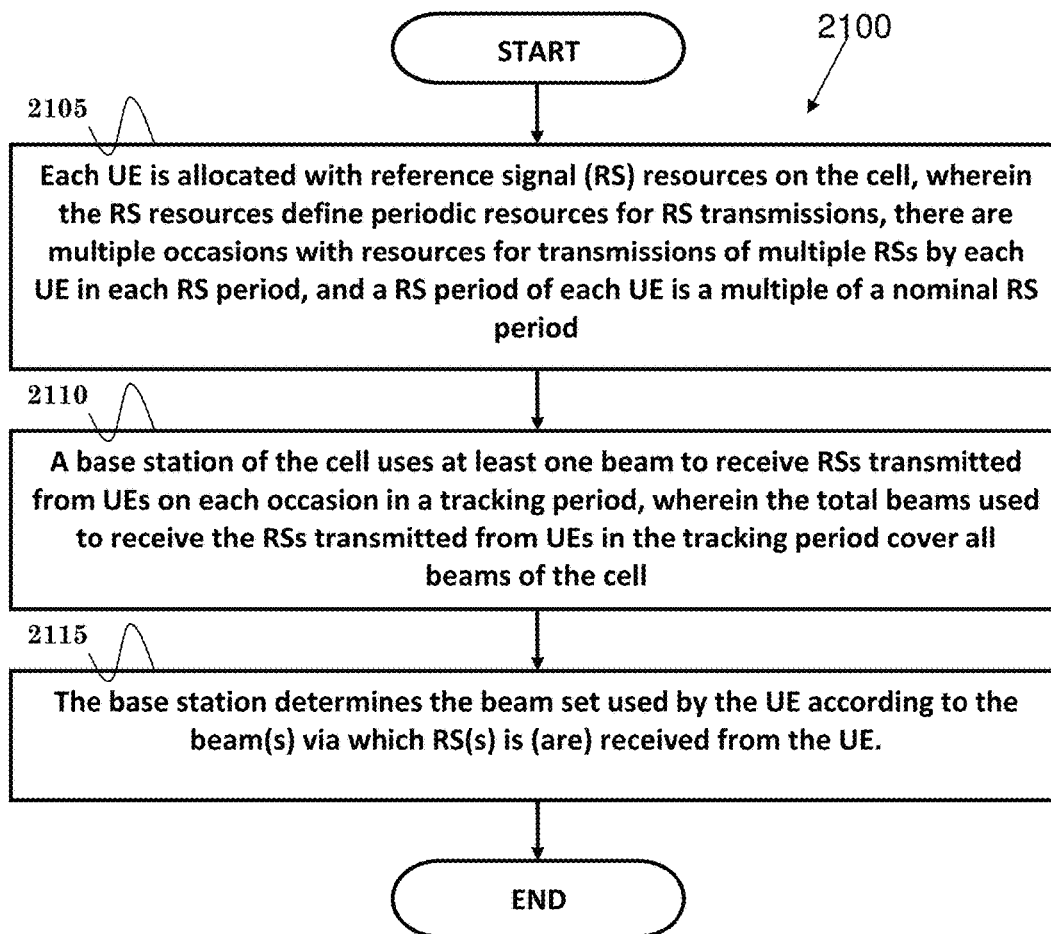 START
2100
2105
Each UE is allocated with reference signal (RS) resources on the cell, wherein
the RS resources define periodic resources for RS transmissions, there are
multiple occasions with resources for transmissions of multiple RSs by each
UE in each RS period, and a RS period of each UE is a multiple of a nominal RS
period
2110
A base station of the cell uses at least one beam to receive RSs transmitted
from UEs on each occasion in a tracking period, wherein the total beams used
to receive the RSs transmitted from UEs in the tracking period cover all
beams of the cell
2115
The base station determines the beam set used by the UE according to the
beam(s) via which RS(s) is (are) received from the UE.
END